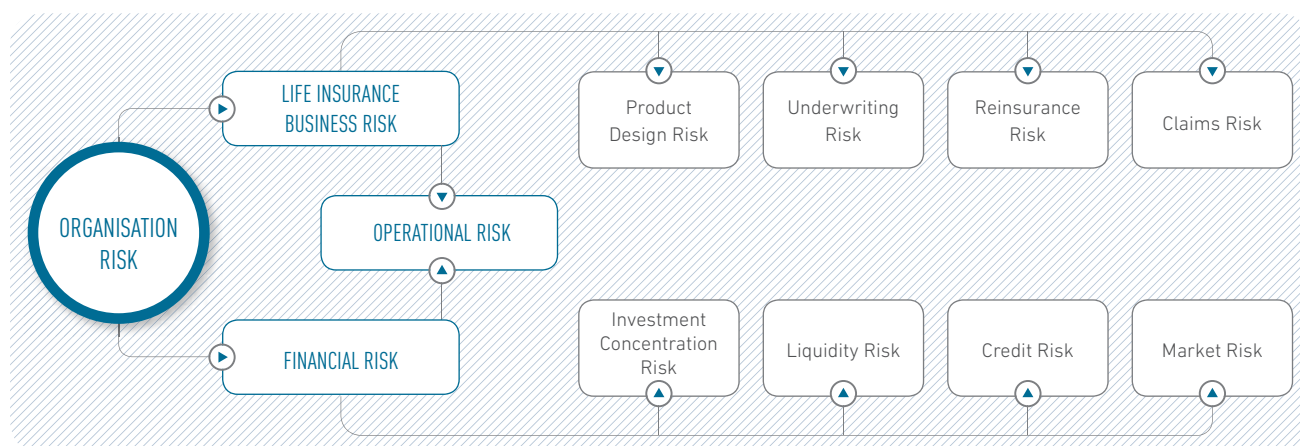 LIFE INSURANCE
BUSINESS RISK
Product
Design Risk
Underwriting
Risk
Reinsurance
Risk
Claims Risk
ORGANISATION
RISK
OPERATIONAL RISK
FINANCIAL RISK
Investment
Concentration
Risk
Liquidity Risk
Credit Risk
Market Risk